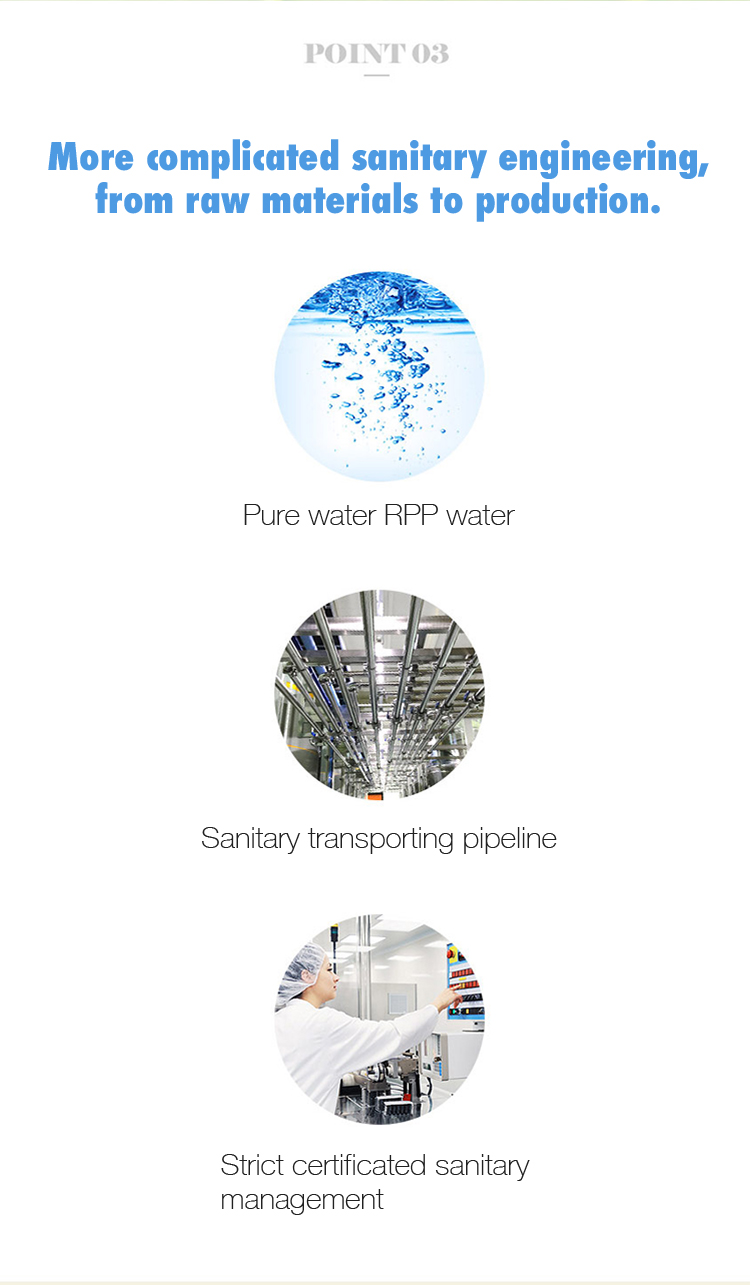 POINT 03
More complicated sanitary engineering,
from raw materials to production.
Pure water RPP water
Sanitary transporting pipeline
Strict certificated sanitary
management